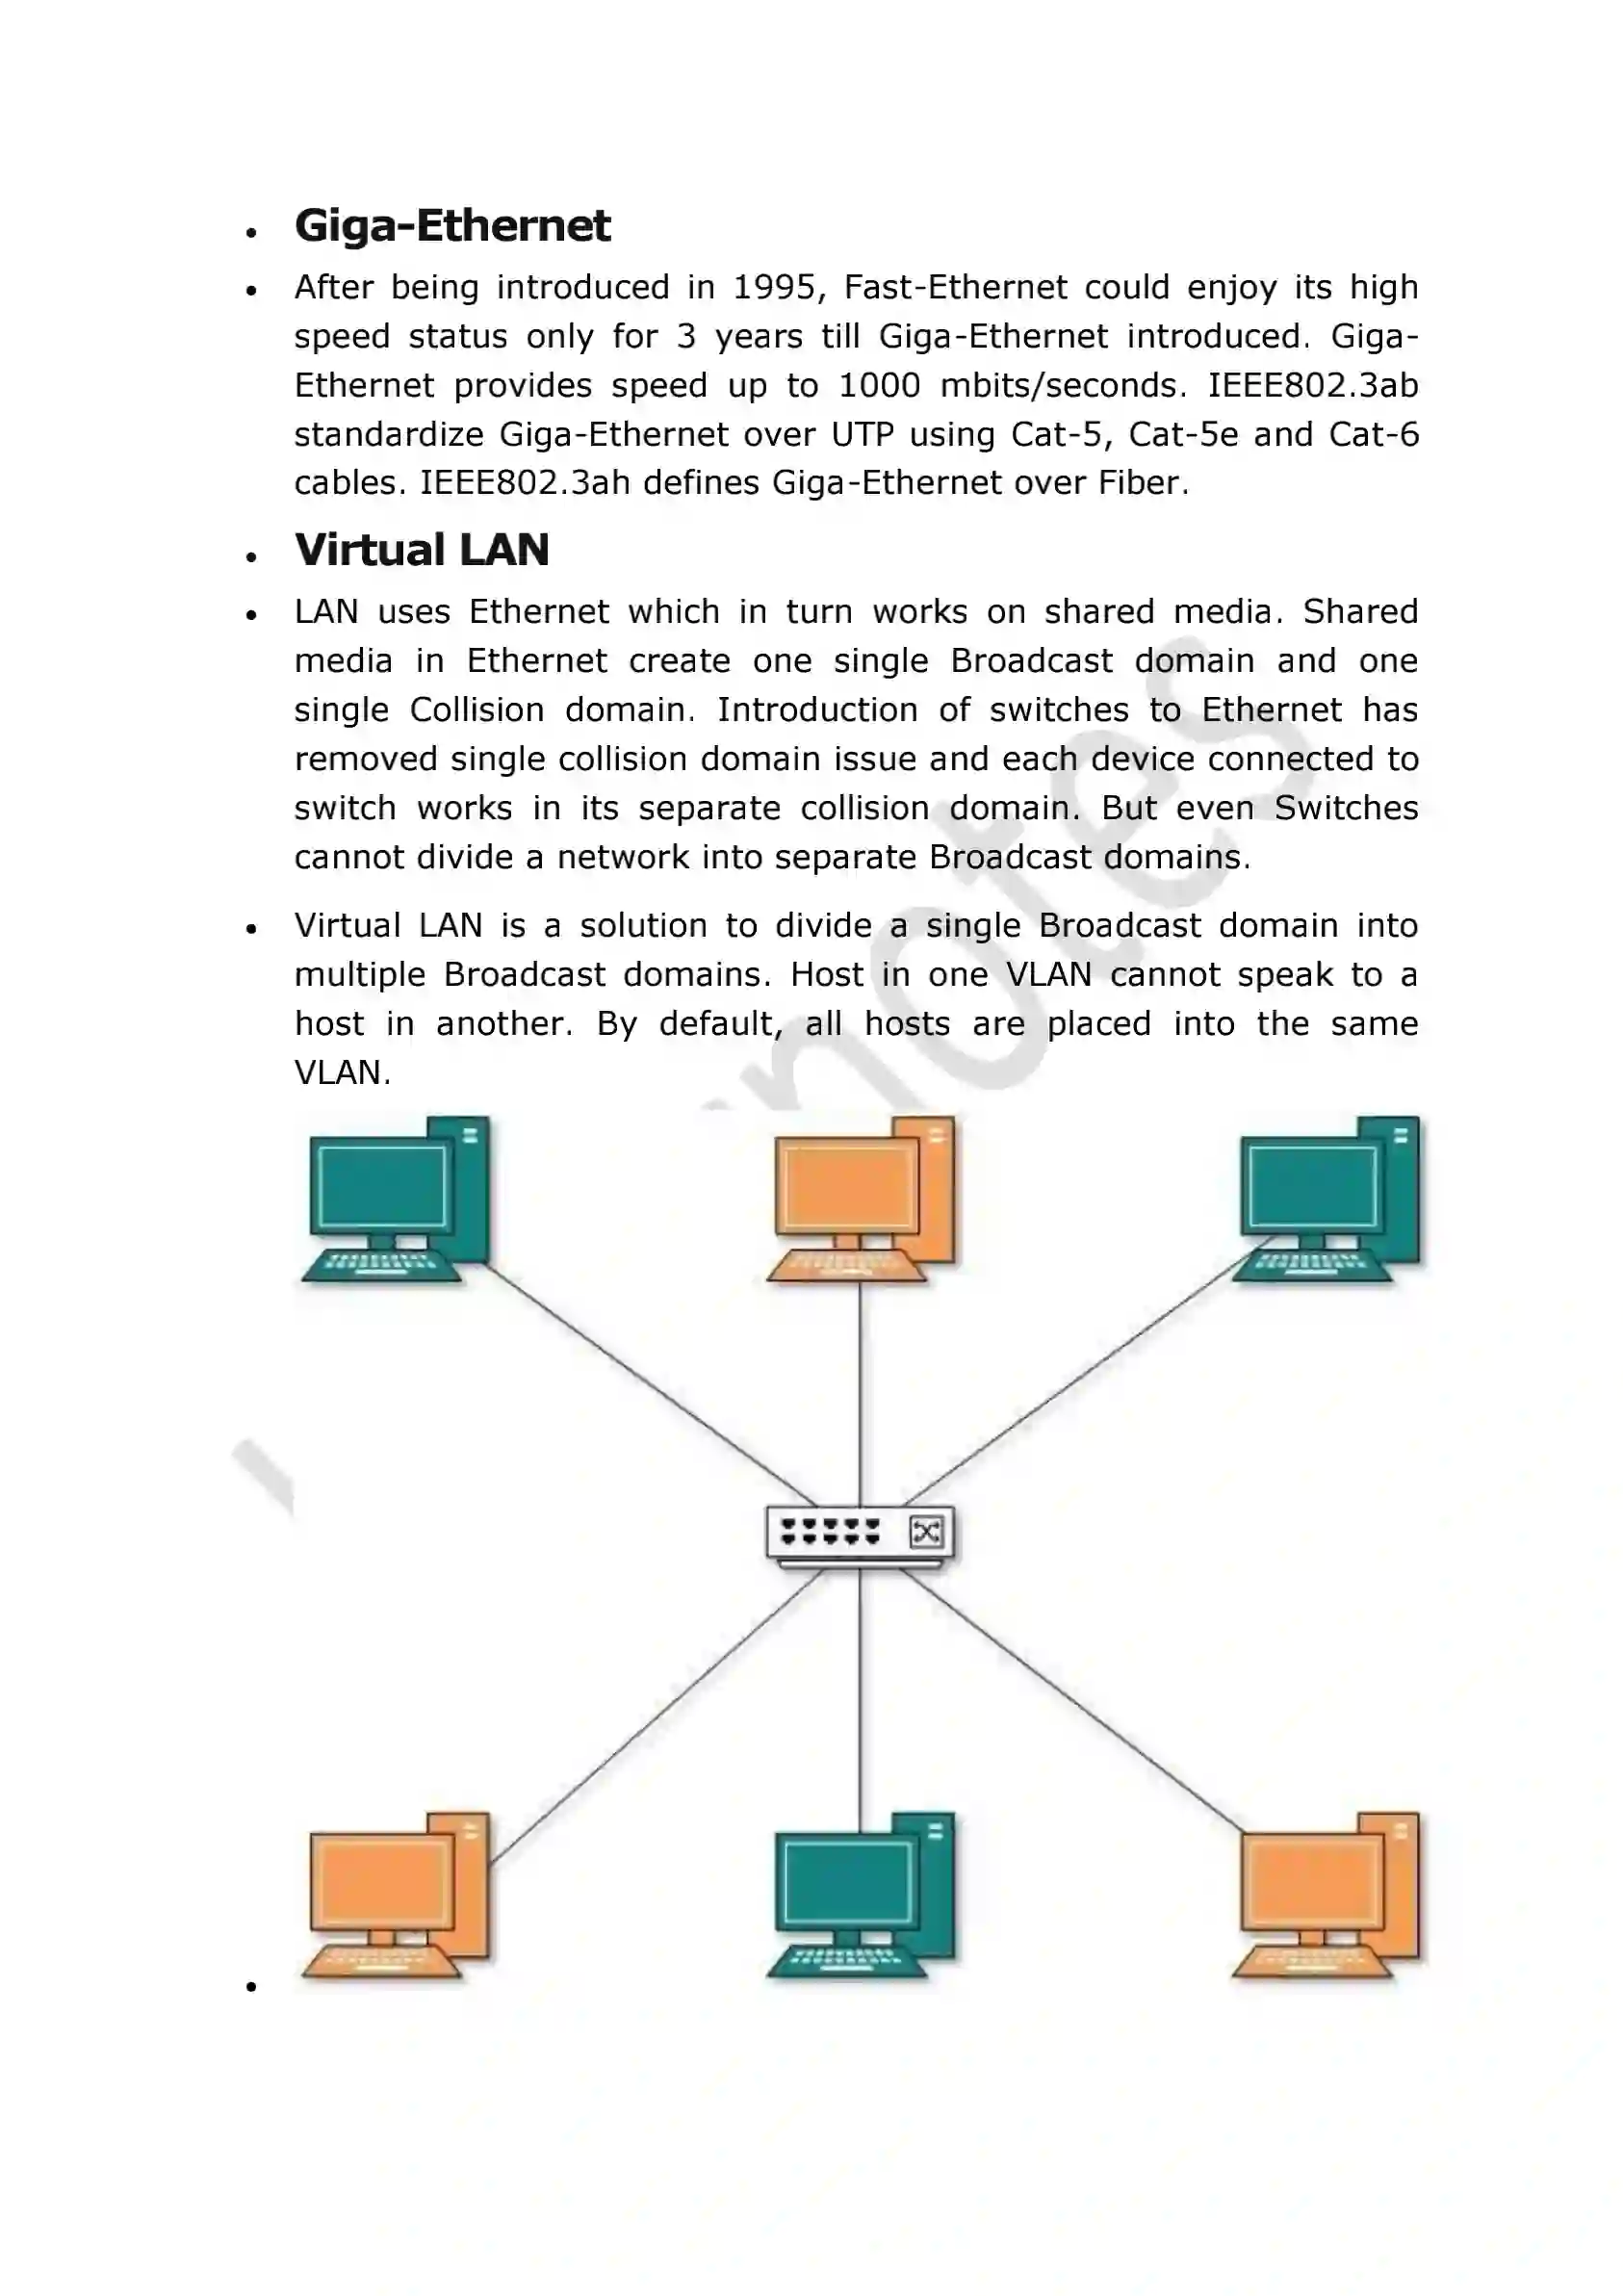 • Giga-Ethernet
• After being introduced in 1995, Fast-Ethernet could enjoy its high
speed status only for 3 years till Giga-Ethernet introduced. Giga-
Ethernet provides speed up to 1000 mbits/seconds. IEEE802.3ab
standardize Giga-Ethernet over UTP using Cat-5, Cat-5e and Cat-6
cables. IEEE802.3ah defines Giga-Ethernet over Fiber.
• Virtual LAN
• LAN uses Ethernet which in turn works on shared media. Shared
media in Ethernet create one single Broadcast domain and one
single Collision domain. Introduction of switches to Ethernet has
removed single collision domain issue and each device connected to
switch works in its separate collision domain. But even Switches
cannot divide a network into separate Broadcast domains.
• Virtual LAN is a solution to divide a single Broadcast domain into
multiple Broadcast domains. Host in one VLAN cannot speak to a
host in another. By default, all hosts are placed into the same
VLAN.
•
notes